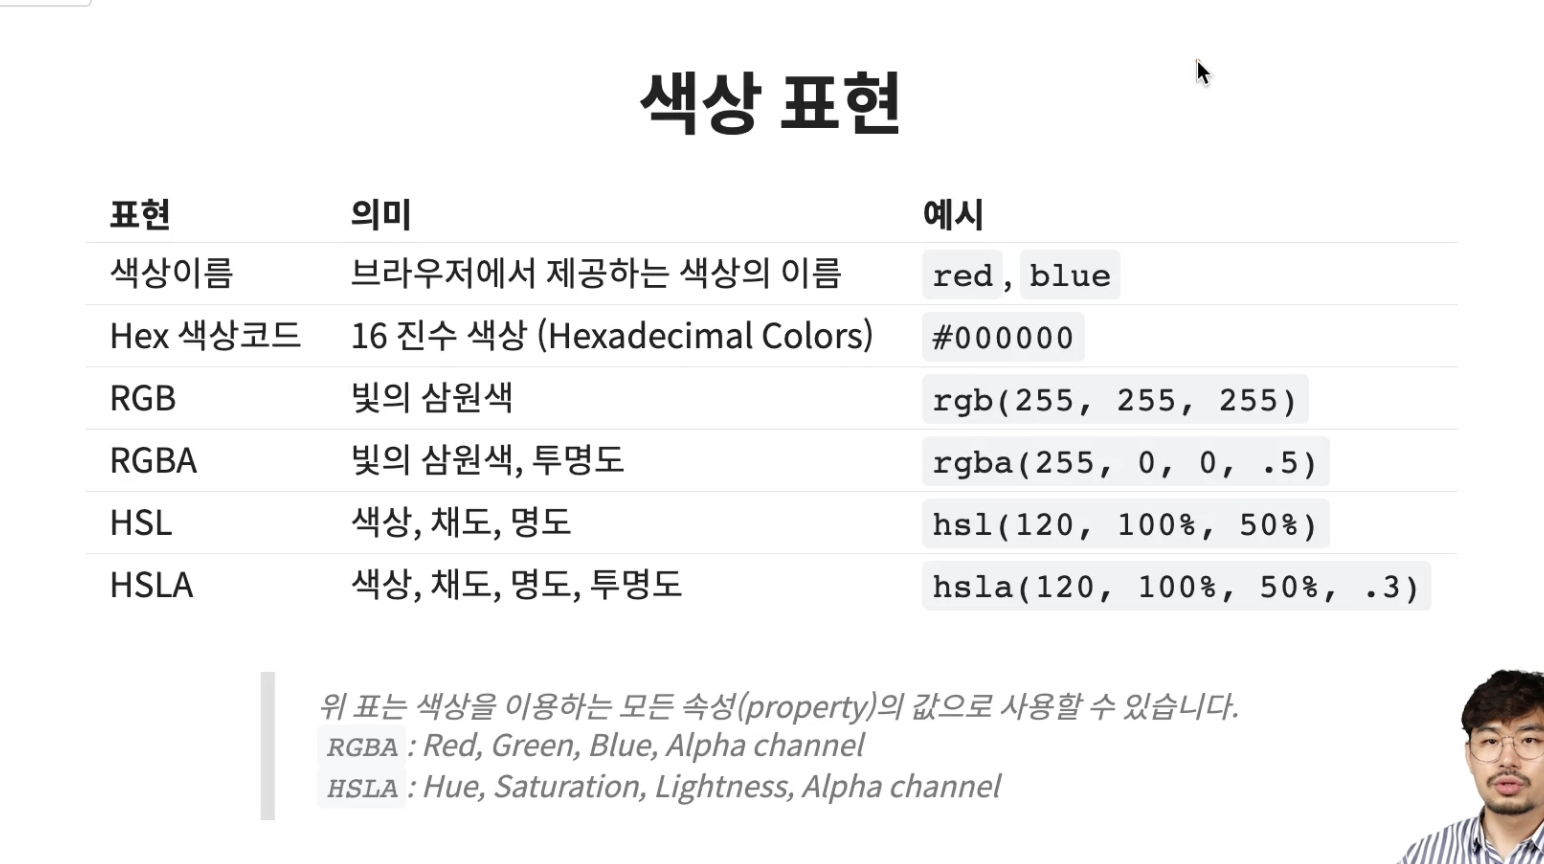 색상 표현
표현 의미 예시
색상이름 브라우저에서 제공하는 색상의 이름 red, blue
Hex 색상코드 16 진수 색상 (Hexadecimal Colors) #000000
RGB 빛의 삼원색 rgb(255, 255, 255)
RGBA 빛의 삼원색, 투명도 rgba(255, 0, 0, .5)
HSL 색상, 채도, 명도 hsl(120, 100%, 50%)
HSLA 색상, 채도, 명도, 투명도 hsla(120, 100%, 50%, .3)
위 표는 색상을 이용하는 모든 속성(property)의 값으로 사용할 수 있습니다.
RGBA : Red, Green, Blue, Alpha channel
HSLA : Hue, Saturation, Lightness, Alpha channel